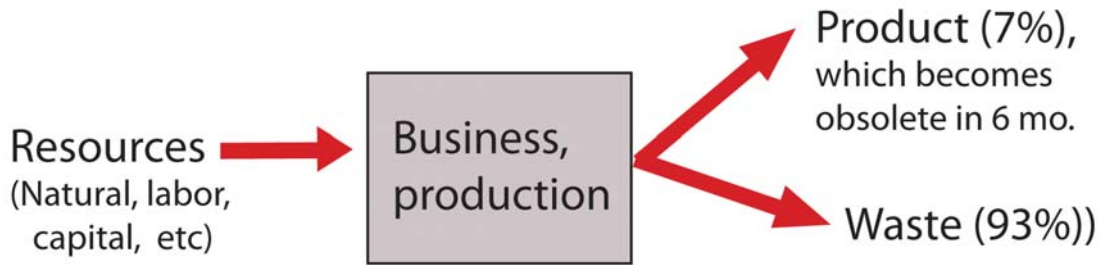 Resources
(Natural, labor,
capital, etc)
Business,
production
Product (7%),
which becomes
obsolete in 6 mo.
Waste (93%))